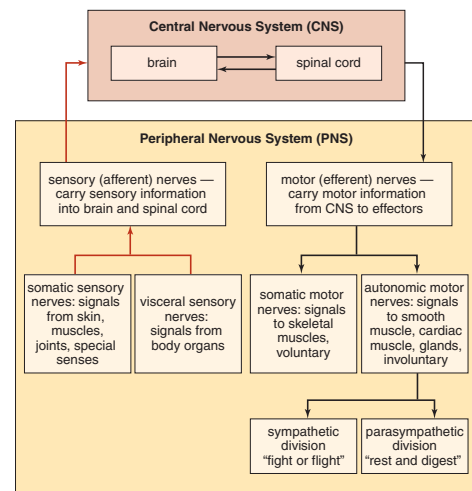 Central Nervous System (CNS)
brain
spinal cord
Peripheral Nervous System (PNS)
sensory (afferent) nerves —
carry sensory information
into brain and spinal cord
motor (efferent) nerves —
carry motor information
from CNS to effectors
somatic sensory
nerves: signals
from skin,
muscles,
joints, special
senses
visceral sensory
nerves:
signals from
body organs
somatic motor
nerves: signals
to skeletal
muscles,
voluntary
autonomic motor
nerves: signals
to smooth
muscle, cardiac
muscle, glands,
involuntary
sympathetic
division
“fight or flight”
parasympathetic
division
“rest and digest”